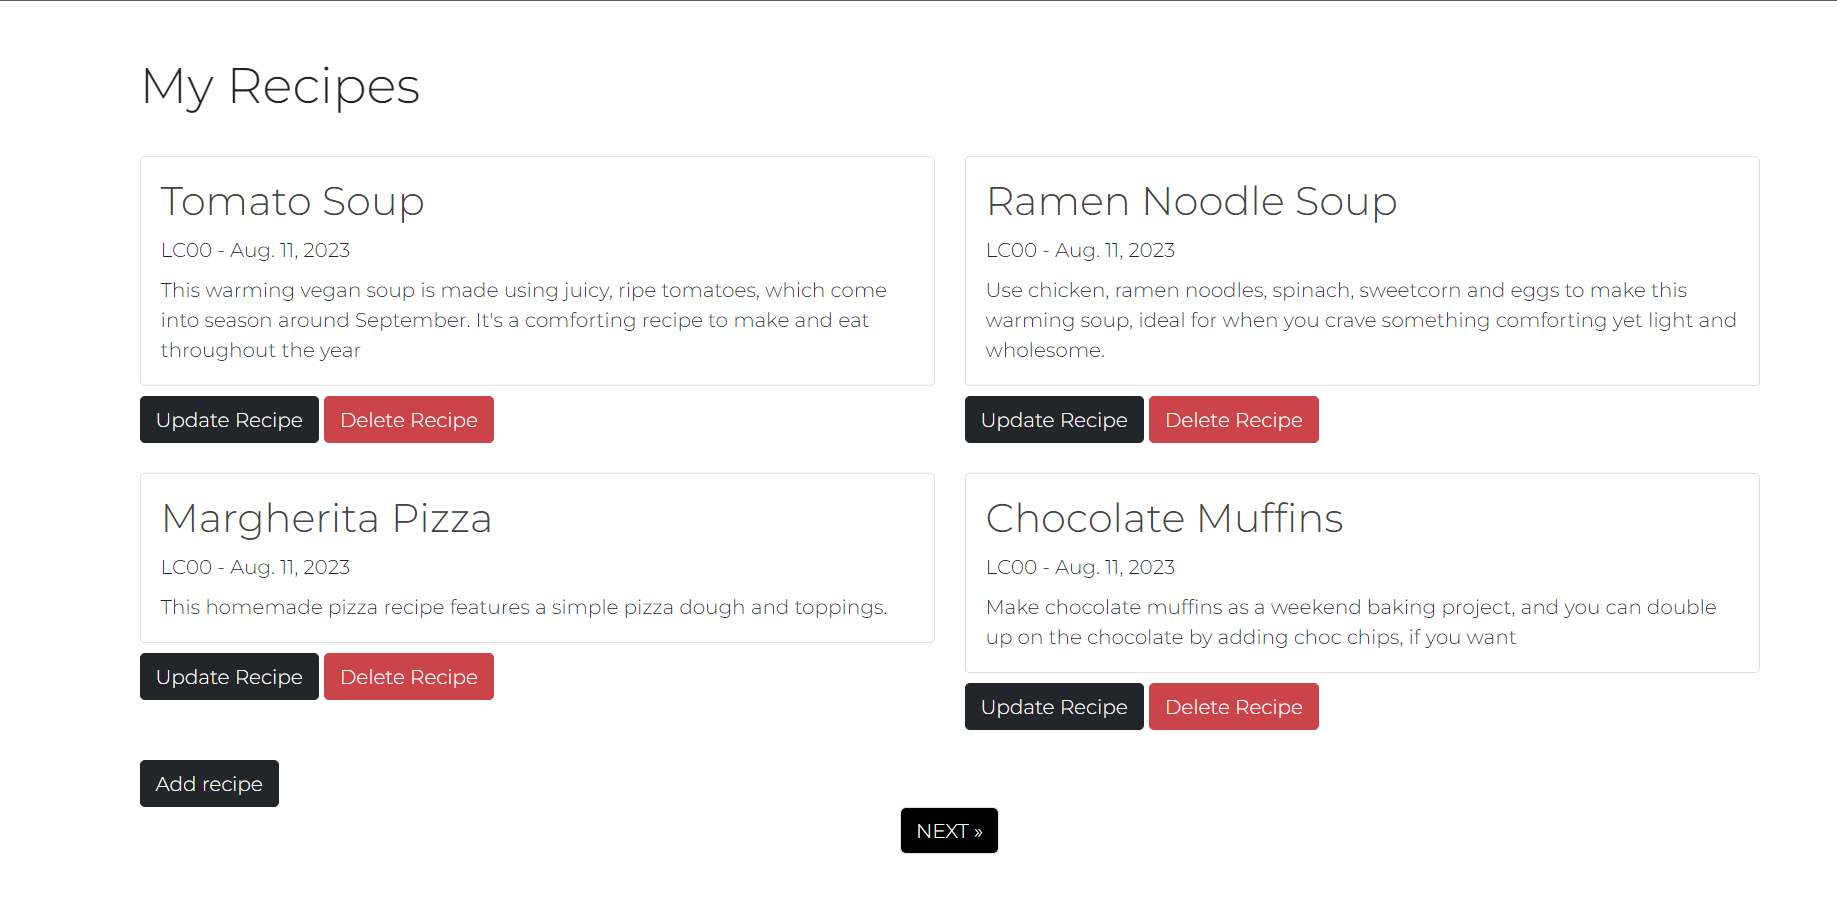 My Recipes
Tomato Soup
LC00 - Aug. 11, 2023
This warming vegan soup is made using juicy, ripe tomatoes, which come
into season around September. It's a comforting recipe to make and eat
throughout the year
Update Recipe
Delete Recipe
Ramen Noodle Soup
LC00 - Aug. 11, 2023
Use chicken, ramen noodles, spinach, sweetcorn and eggs to make this
warming soup, ideal for when you crave something comforting yet light and
wholesome.
Update Recipe
Delete Recipe
Margherita Pizza
LC00 - Aug. 11, 2023
This homemade pizza recipe features a simple pizza dough and toppings.
Update Recipe
Delete Recipe
Chocolate Muffins
LC00 - Aug. 11, 2023
Make chocolate muffins as a weekend baking project, and you can double
up on the chocolate by adding choc chips, if you want
Update Recipe
Delete Recipe
Add recipe
NEXT »